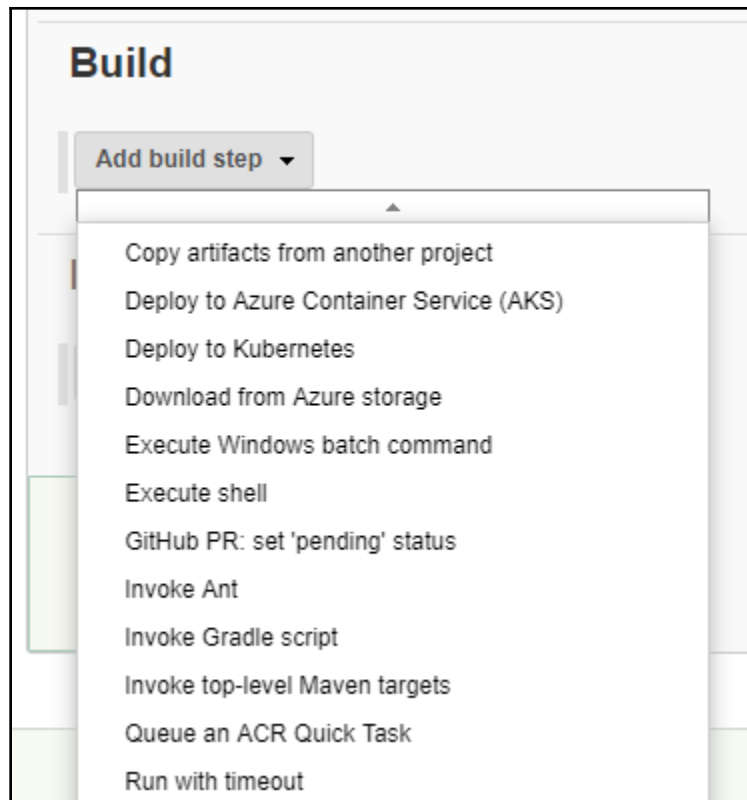 Build
Add build step
Copy artifacts from another project
Deploy to Azure Container Service (AKS)
Deploy to Kubernetes
Download from Azure storage
Execute Windows batch command
Execute shell
GitHub PR: set 'pending' status
Invoke Ant
Invoke Gradle script
Invoke top-level Maven targets
Queue an ACR Quick Task
Run with timeout